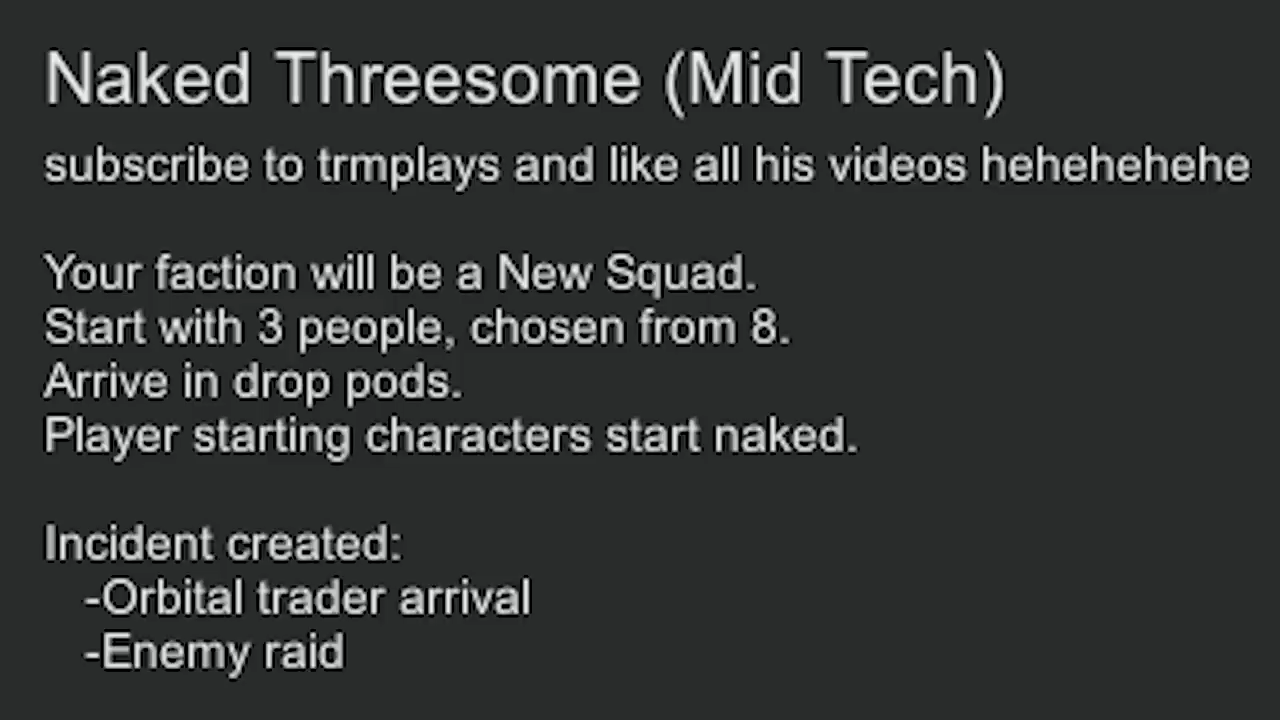 Naked Threesome (Mid Tech)
subscribe to trmplays and like all his videos hehehehehe
Your faction will be a New Squad.
Start with 3 people, chosen from 8.
Arrive in drop pods.
Player starting characters start naked.
Incident created:
-Orbital trader arrival
-Enemy raid